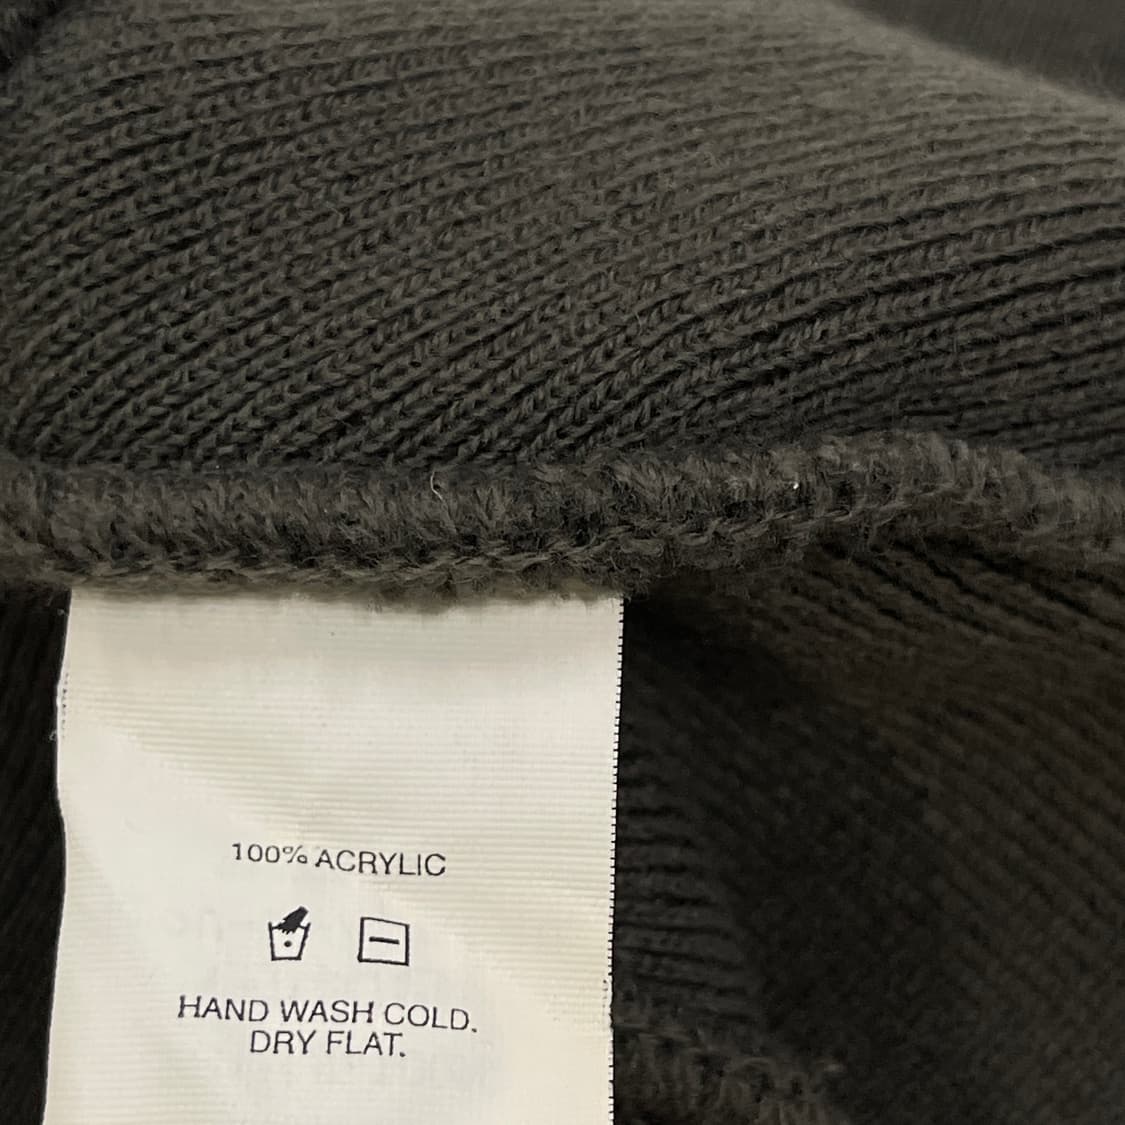 100% ACRYLIC
HAND WASH COLD.
DRY FLAT.